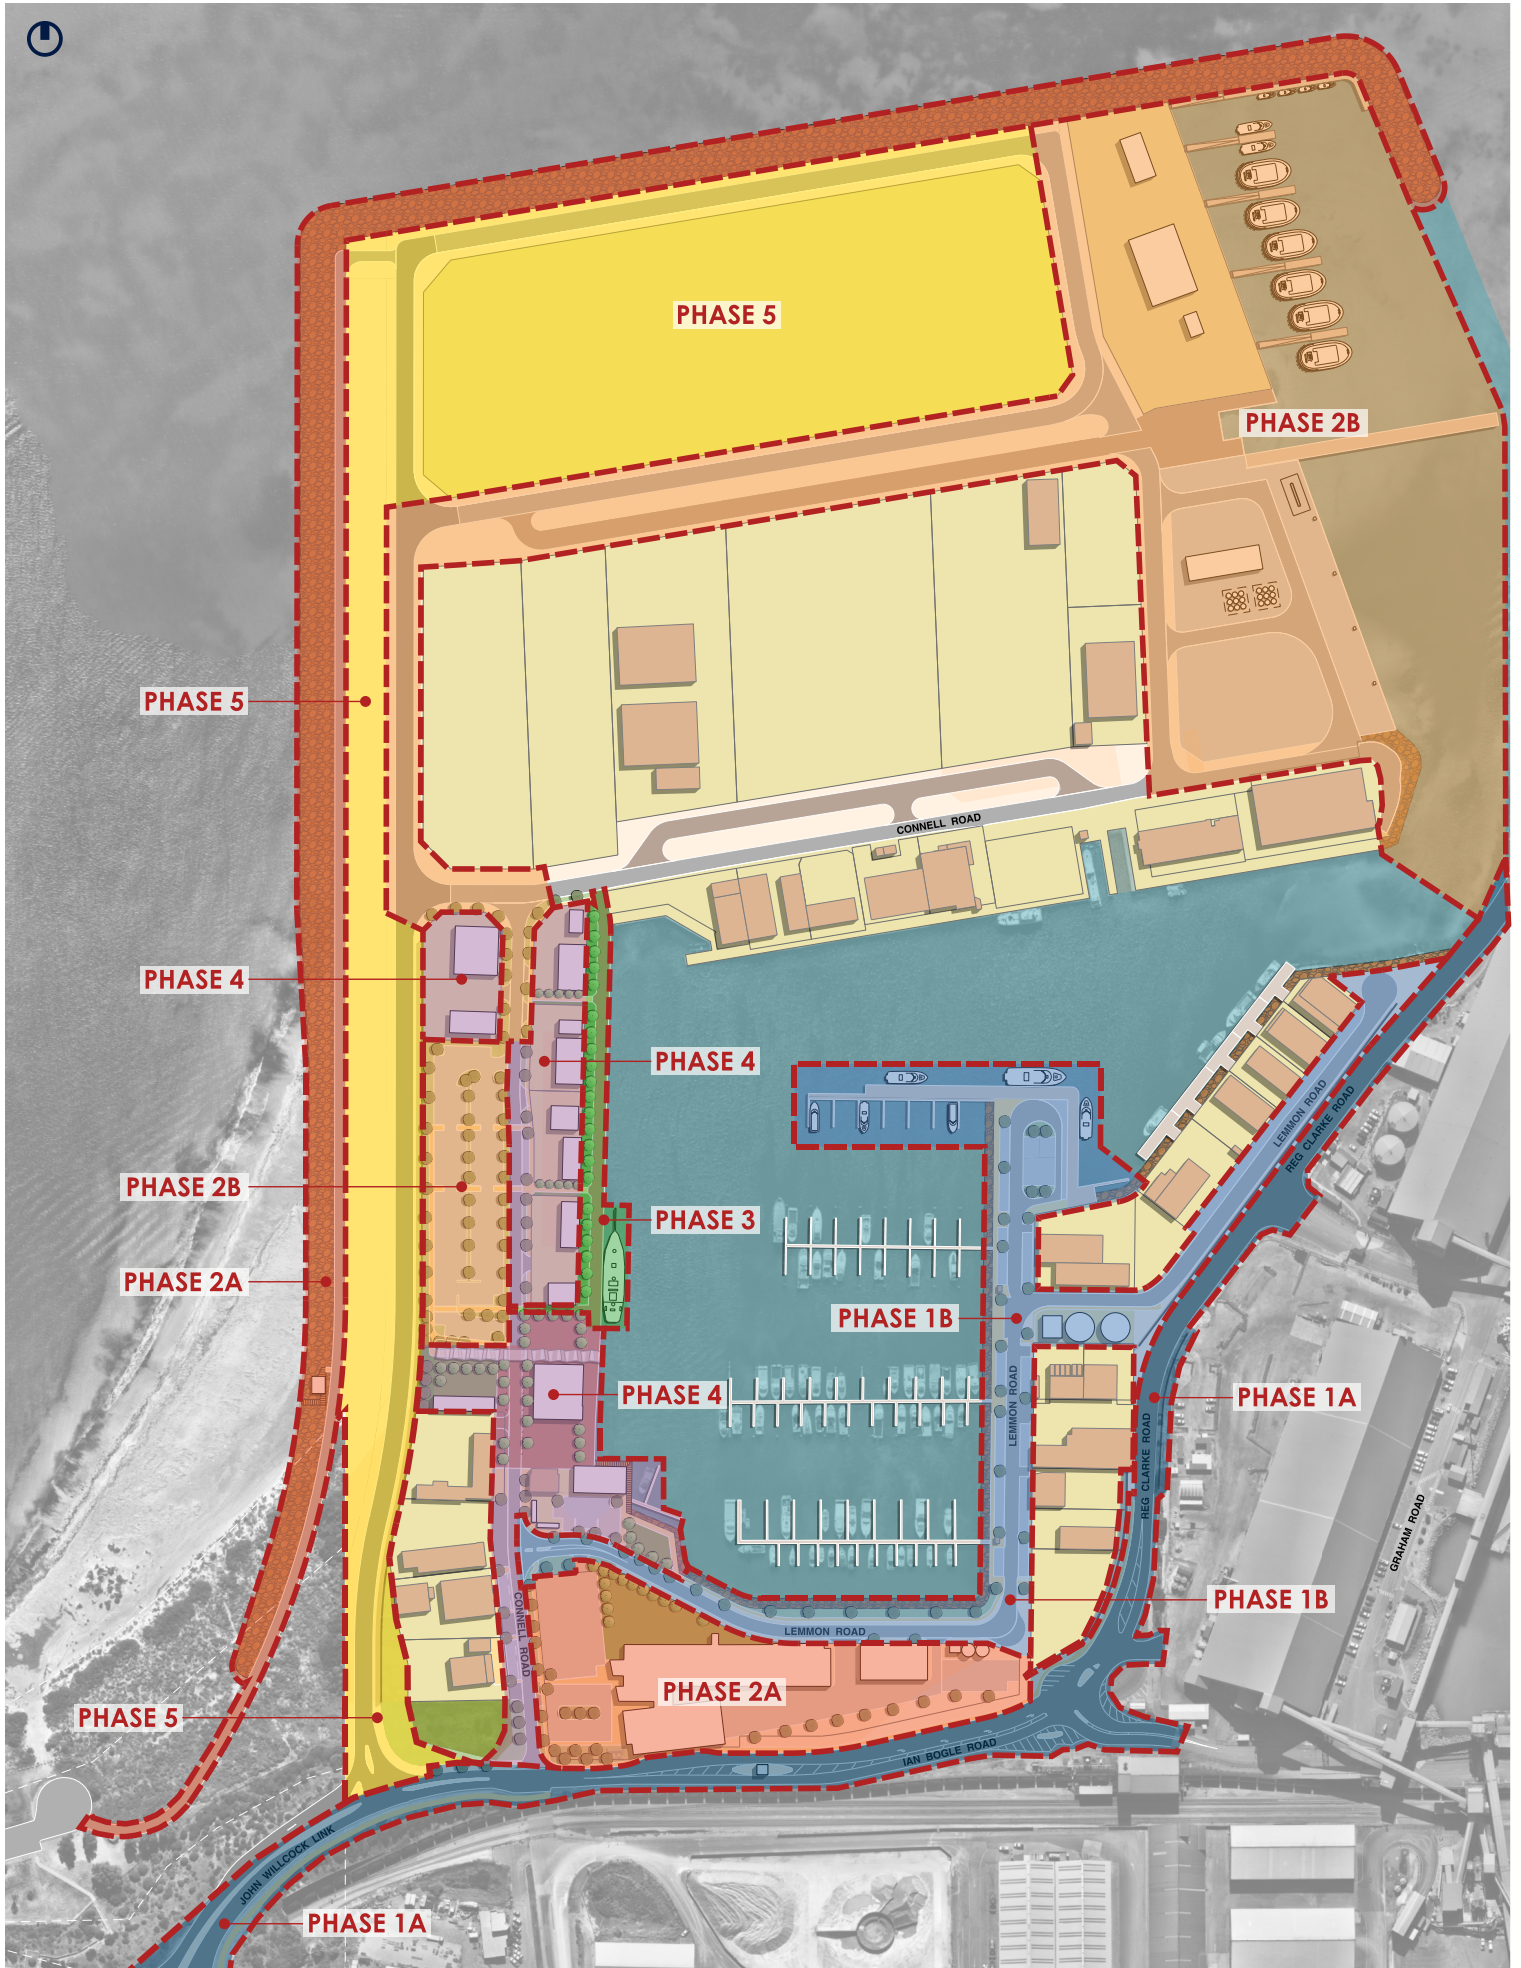 PHASE 5
PHASE 2B
PHASE 5
CONNELL ROAD
PHASE 4
PHASE 4
LEMMON ROAD
REG CLARKE ROAD
PHASE 2B
PHASE 3
PHASE 2A
PHASE 1B
PHASE 4
LEMMON ROAD
PHASE 1A
REG CLARKE ROAD
GRAHAM ROAD
PHASE 1B
CONNELL ROAD
LEMMON ROAD
PHASE 2A
PHASE 5
IAN BOGLE ROAD
JOHN WILLCOCK LINK
PHASE 1A